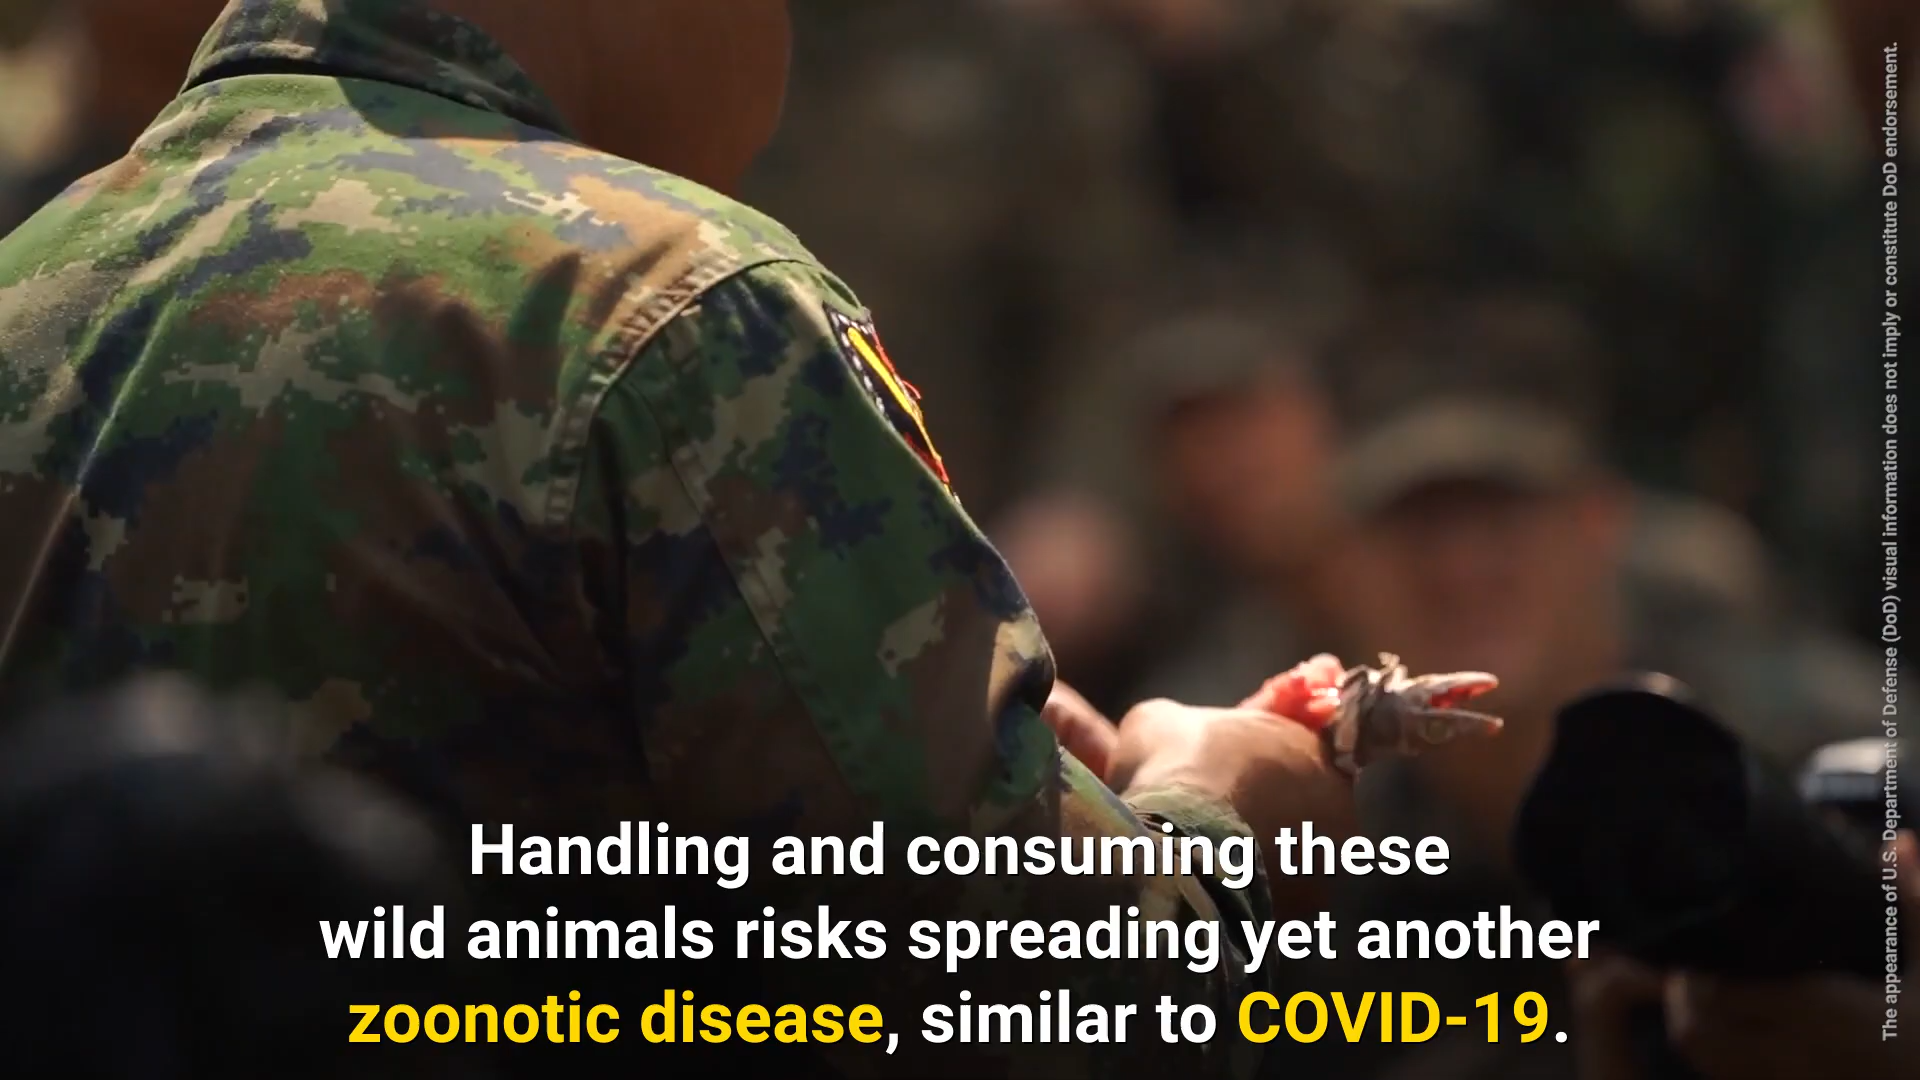 Handling and consuming these
wild animals risks spreading yet another
zoonotic disease, similar to COVID-19.
The appearance of U.S. Department of Defense (DoD) visual information does not imply or constitute DoD endorsement.